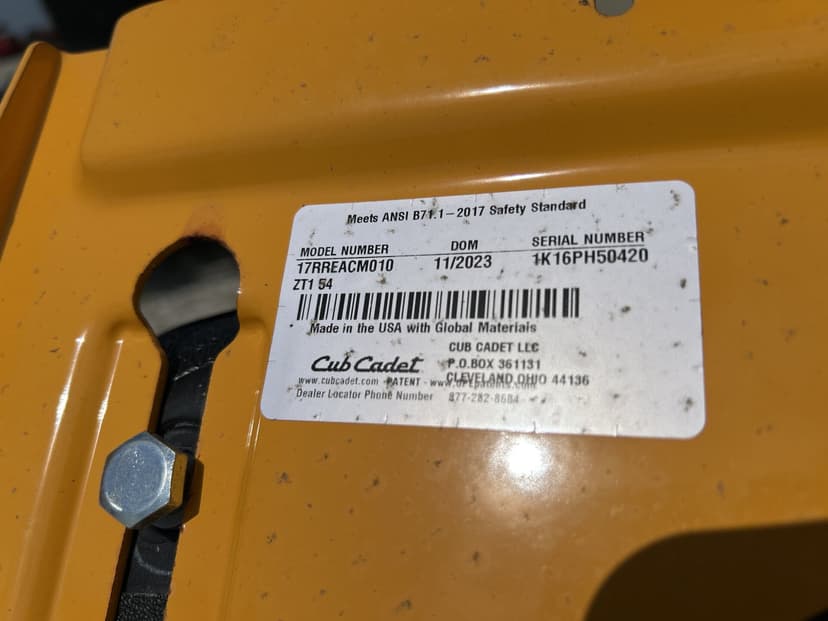 Meets ANSI B71.1-2017 Safety Standard
MODEL NUMBER DOM SERIAL NUMBER
17RREACM010 11/2023 1K16PH50420
ZT1 54
Made in the USA with Global Materials
CUB CADET LLC
Cub Cadet P.O.BOX 361131
www.cubcadet.com -PATENT - CLEVELAND OHIO 44136
Dealer Locator Phone Number 877-282-8684